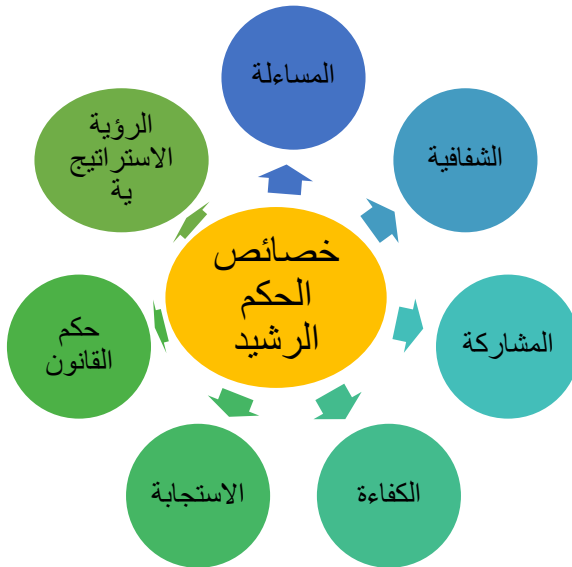 المساءلة
الشفافية
المشاركة
الكفاءة
الاستجابة
حكم
القانون
الرؤية
الاستراتيج
ية
خصائص
الحكم
الرشيد